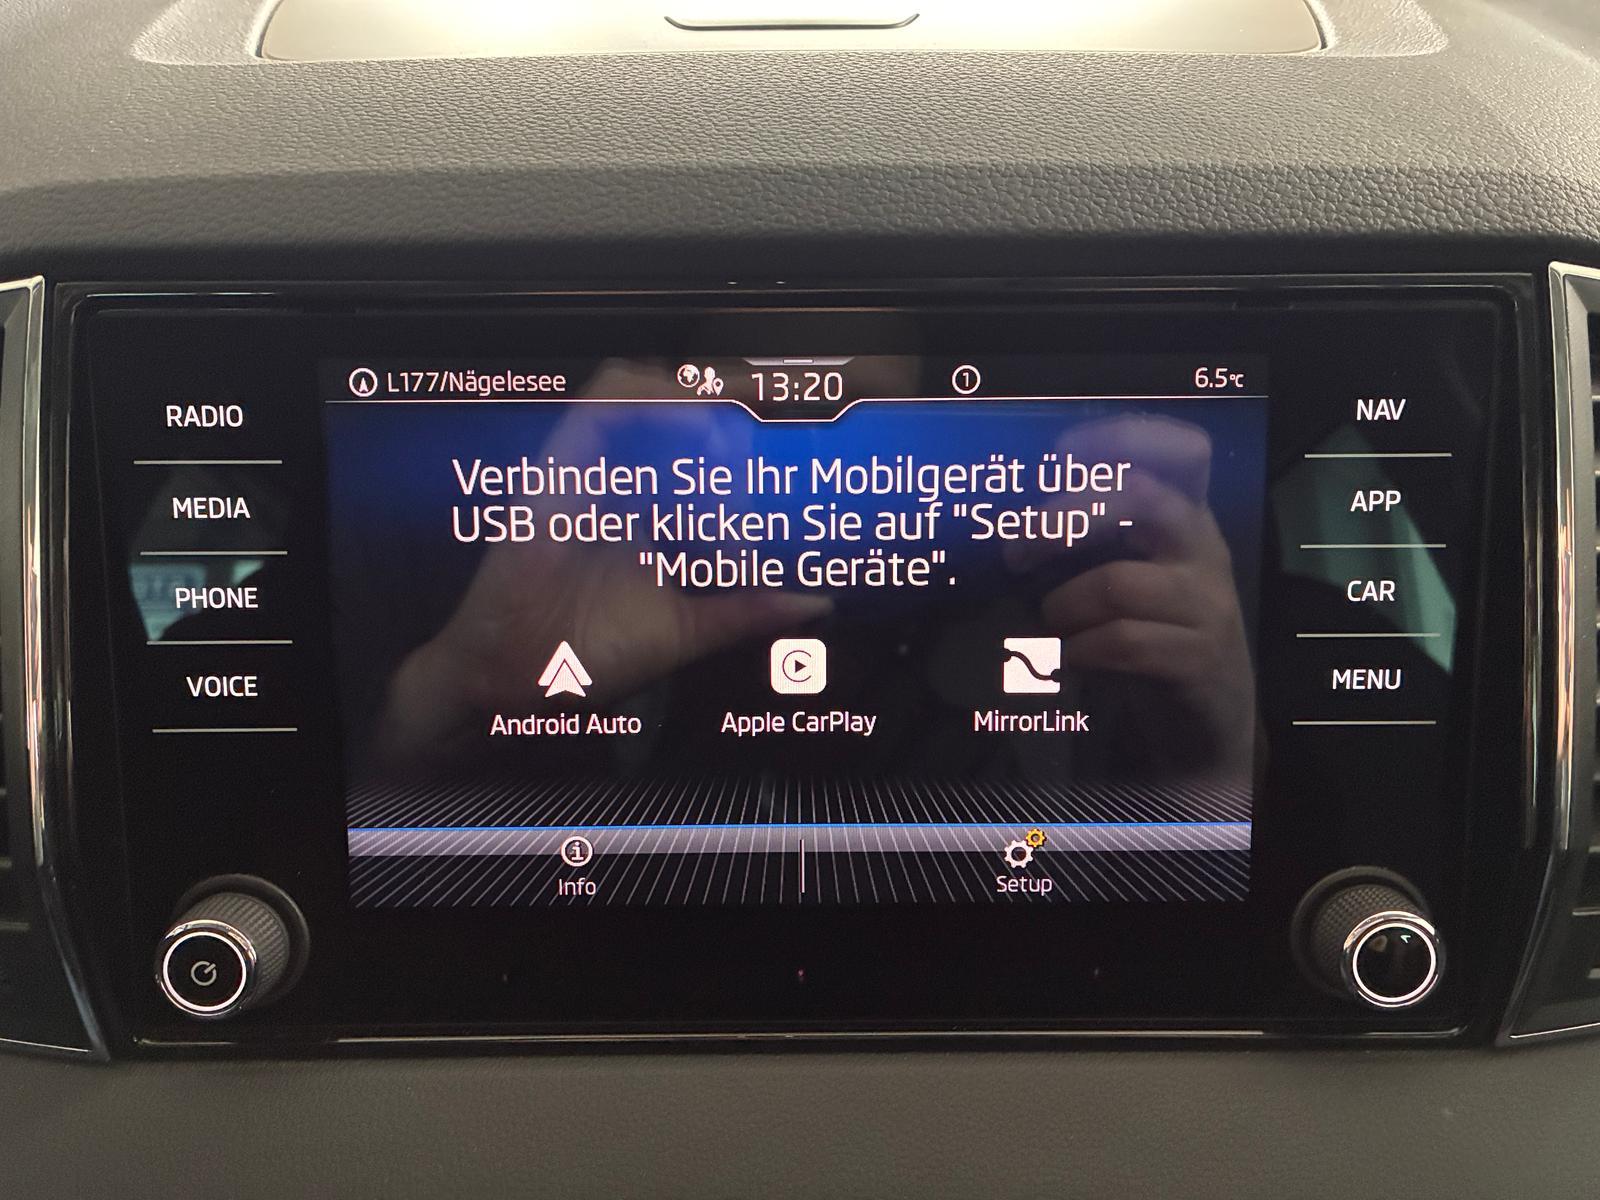 L177/Nägelesee
13:20
1
6.5°C
RADIO
MEDIA
PHONE
VOICE
Verbinden Sie Ihr Mobilgerät über
USB oder klicken Sie auf "Setup" -
"Mobile Geräte".
Android Auto
Apple CarPlay
MirrorLink
Info
Setup
NAV
APP
CAR
MENU